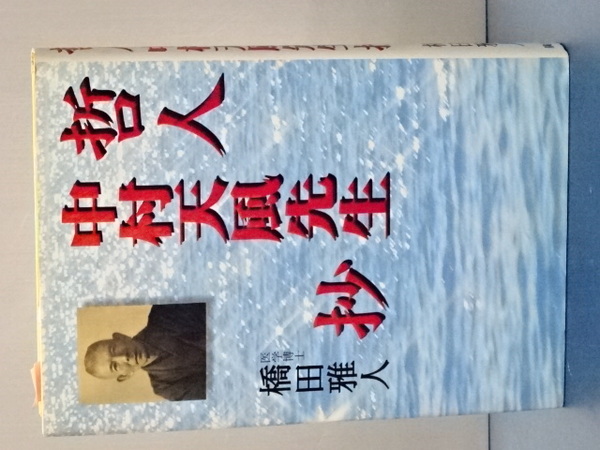 哲人
中村天風先生
抄
医学博士
橋田雅人